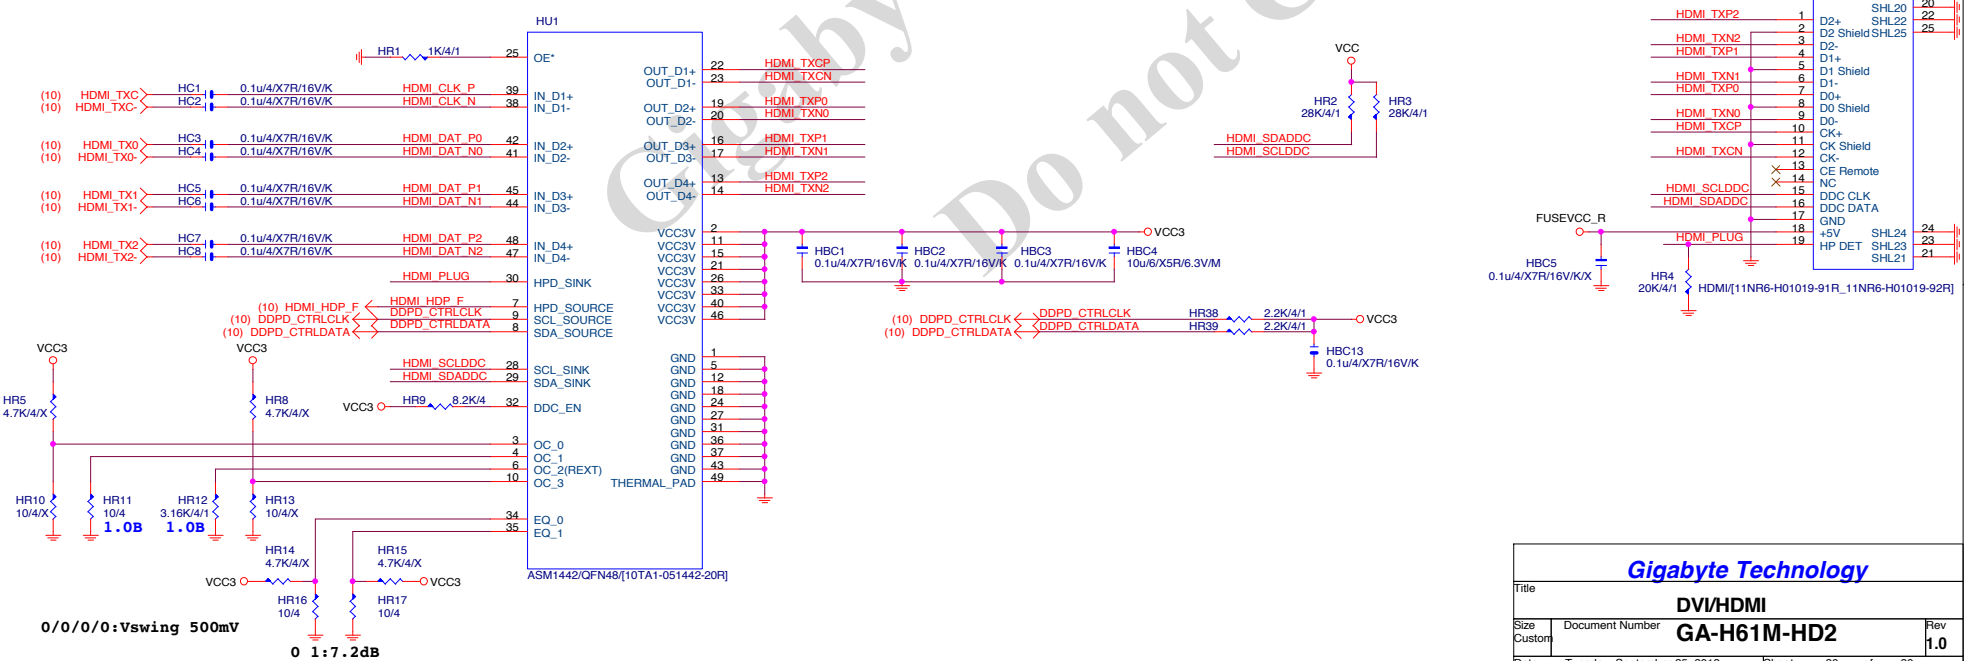 HU1
HR1 1K/4/1 25 OE*
(10) HDMI_TXC HC1 0.1u/4/X7R/16V/K HDMI_CLK_P 39 IN_D1+
(10) HDMI_TXC- HC2 0.1u/4/X7R/16V/K HDMI_CLK_N 38 IN_D1-
(10) HDMI_TX0 HC3 0.1u/4/X7R/16V/K HDMI_DAT_P0 42 IN_D2+
(10) HDMI_TX0- HC4 0.1u/4/X7R/16V/K HDMI_DAT_N0 41 IN_D2-
(10) HDMI_TX1 HC5 0.1u/4/X7R/16V/K HDMI_DAT_P1 45 IN_D3+
(10) HDMI_TX1- HC6 0.1u/4/X7R/16V/K HDMI_DAT_N1 44 IN_D3-
(10) HDMI_TX2 HC7 0.1u/4/X7R/16V/K HDMI_DAT_P2 48 IN_D4+
(10) HDMI_TX2- HC8 0.1u/4/X7R/16V/K HDMI_DAT_N2 47 IN_D4-
HDMI_PLUG 30 HPD_SINK
(10) HDMI_HDP_F HDMI_HDP_F 7 HPD_SOURCE
(10) DDPD_CTRLCLK DDPD_CTRLCLK 9 SCL_SOURCE
(10) DDPD_CTRLDATA DDPD_CTRLDATA 8 SDA_SOURCE
HDMI_SCLDDC 28 SCL_SINK
HDMI_SDADDC 29 SDA_SINK
VCC3 HR9 8.2K/4 32 DDC_EN
3 OC_0
4 OC_1
6 OC_2(REXT)
10 OC_3
34 EQ_0
35 EQ_1
VCC3
HR5
4.7K/4/X
VCC3
HR8
4.7K/4/X
HR10
10/4/X
HR11
10/4
1.0B
HR12
3.16K/4/1
1.0B
HR13
10/4/X
HR14
4.7K/4/X
VCC3
HR15
4.7K/4/X
VCC3
HR16
10/4
HR17
10/4
0/0/0/0:Vswing 500mV
0 1:7.2dB
OUT_D1+ 22 HDMI_TXCP
OUT_D1- 23 HDMI_TXCN
OUT_D2+ 19 HDMI_TXP0
OUT_D2- 20 HDMI_TXN0
OUT_D3+ 16 HDMI_TXP1
OUT_D3- 17 HDMI_TXN1
OUT_D4+ 13 HDMI_TXP2
OUT_D4- 14 HDMI_TXN2
VCC3V 2
VCC3V 11
VCC3V 15
VCC3V 21
VCC3V 26
VCC3V 33
VCC3V 40
VCC3V 46
GND 1
GND 5
GND 12
GND 18
GND 24
GND 27
GND 31
GND 36
GND 37
GND 43
THERMAL_PAD 49
ASM1442/QFN48/[10TA1-051442-20R]
VCC3
HBC1
0.1u/4/X7R/16V/K
HBC2
0.1u/4/X7R/16V/K
HBC3
0.1u/4/X7R/16V/K
HBC4
10u/6/X5R/6.3V/M
VCC
HR2
28K/4/1
HR3
28K/4/1
HDMI_SDADDC
HDMI_SCLDDC
(10) DDPD_CTRLCLK DDPD_CTRLCLK HR38 2.2K/4/1 VCC3
(10) DDPD_CTRLDATA DDPD_CTRLDATA HR39 2.2K/4/1
HBC13
0.1u/4/X7R/16V/K
SHL20 20
HDMI_TXP2 1 D2+ SHL22 22
2 D2 Shield SHL25 25
HDMI_TXN2 3 D2-
HDMI_TXP1 4 D1+
5 D1 Shield
HDMI_TXN1 6 D1-
HDMI_TXP0 7 D0+
8 D0 Shield
HDMI_TXN0 9 D0-
HDMI_TXCP 10 CK+
11 CK Shield
HDMI_TXCN 12 CK-
13 CE Remote
14 NC
HDMI_SCLDDC 15 DDC CLK
HDMI_SDADDC 16 DDC DATA
17 GND
FUSEVCC_R 18 +5V SHL24 24
HDMI_PLUG 19 HP DET SHL23 23
SHL21 21
HBC5
0.1u/4/X7R/16V/K/X
HR4
20K/4/1
HDMI/[11NR6-H01019-91R_11NR6-H01019-92R]
Gigaby
Do not C
Gigabyte Technology
Title
DVI/HDMI
Size
Custom
Document Number
GA-H61M-HD2
Rev
1.0